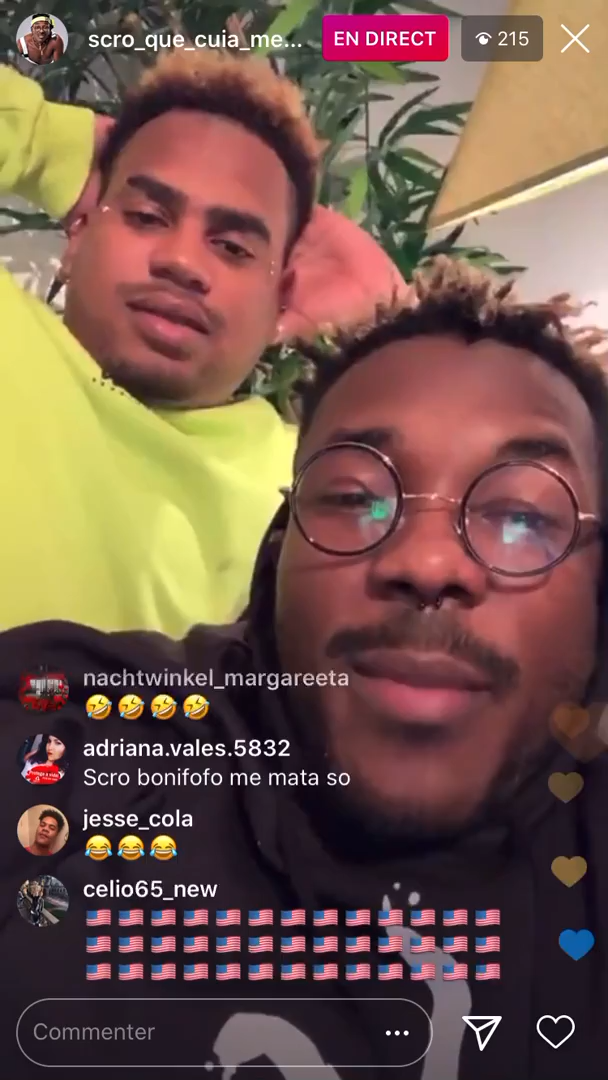 scro_que_cuia_me...
EN DIRECT
215
nachtwinkel_margareeta
🤣🤣🤣🤣
adriana.vales.5832
Scro bonifofo me mata so
jesse_cola
😂😂😂
celio65_new
🇺🇸🇺🇸🇺🇸🇺🇸🇺🇸🇺🇸🇺🇸🇺🇸🇺🇸🇺🇸🇺🇸🇺🇸🇺🇸
🇺🇸🇺🇸🇺🇸🇺🇸🇺🇸🇺🇸🇺🇸🇺🇸🇺🇸🇺🇸🇺🇸🇺🇸🇺🇸
🇺🇸🇺🇸🇺🇸🇺🇸🇺🇸🇺🇸🇺🇸🇺🇸🇺🇸🇺🇸🇺🇸🇺🇸🇺🇸
Commenter